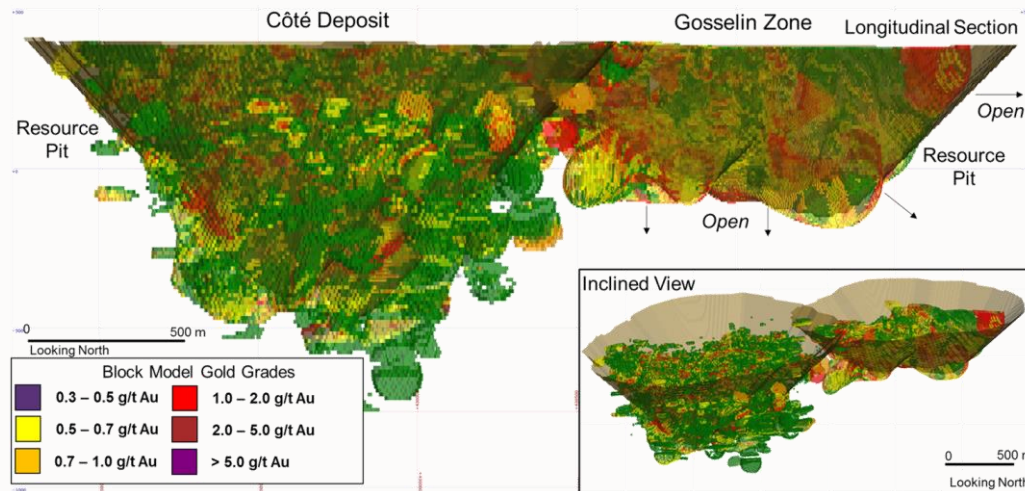 Côté Deposit
Gosselin Zone
Longitudinal Section
Open
Resource
Pit
Resource
Pit
Open
0
500 m
Looking North
Block Model Gold Grades
0.3 – 0.5 g/t Au
1.0 – 2.0 g/t Au
0.5 – 0.7 g/t Au
2.0 – 5.0 g/t Au
0.7 – 1.0 g/t Au
> 5.0 g/t Au
Inclined View
0
500 m
Looking North